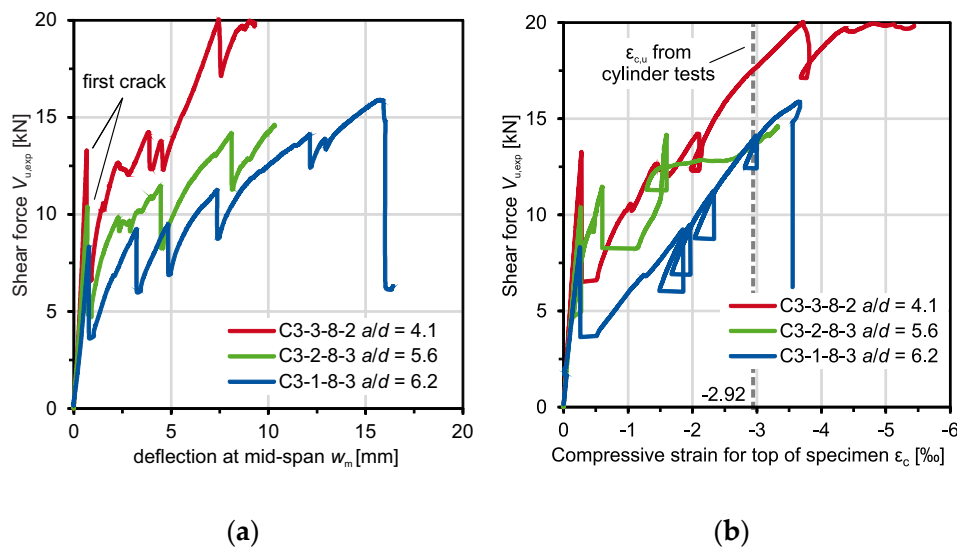 20
15
10
5
0
Shear force V_u,exp [kN]
first crack
C3-3-8-2 a/d = 4.1
C3-2-8-3 a/d = 5.6
C3-1-8-3 a/d = 6.2
0 5 10 15 20
deflection at mid-span w_m [mm]
(a)
20
15
10
5
0
Shear force V_u,exp [kN]
ε_c,u from
cylinder tests
C3-3-8-2 a/d = 4.1
C3-2-8-3 a/d = 5.6
C3-1-8-3 a/d = 6.2
-2.92
0 -1 -2 -3 -4 -5 -6
Compressive strain for top of specimen ε_c [‰]
(b)